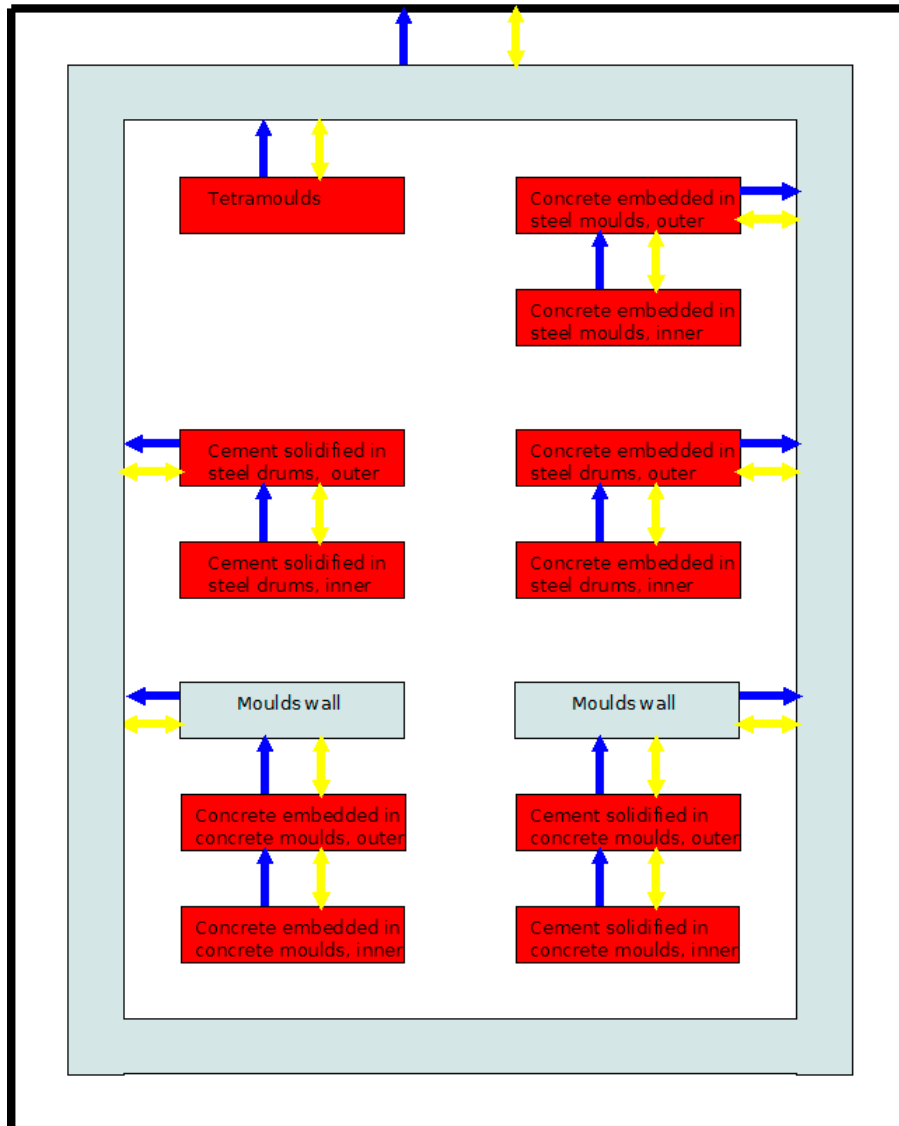 Tetramoulds
Concrete embedded in
steel moulds, outer
Concrete embedded in
steel moulds, inner
Cement solidified in
steel drums,  outer
Concrete embedded in
steel drums, outer
Cement solidified in
steel drums, inner
Concrete embedded in
steel drums, inner
Moulds wall
Moulds wall
Concrete embedded in
concrete moulds, outer
Cement solidified in
concrete moulds, outer
Concrete embedded in
concrete moulds, inner
Cement solidified in
concrete moulds, inner